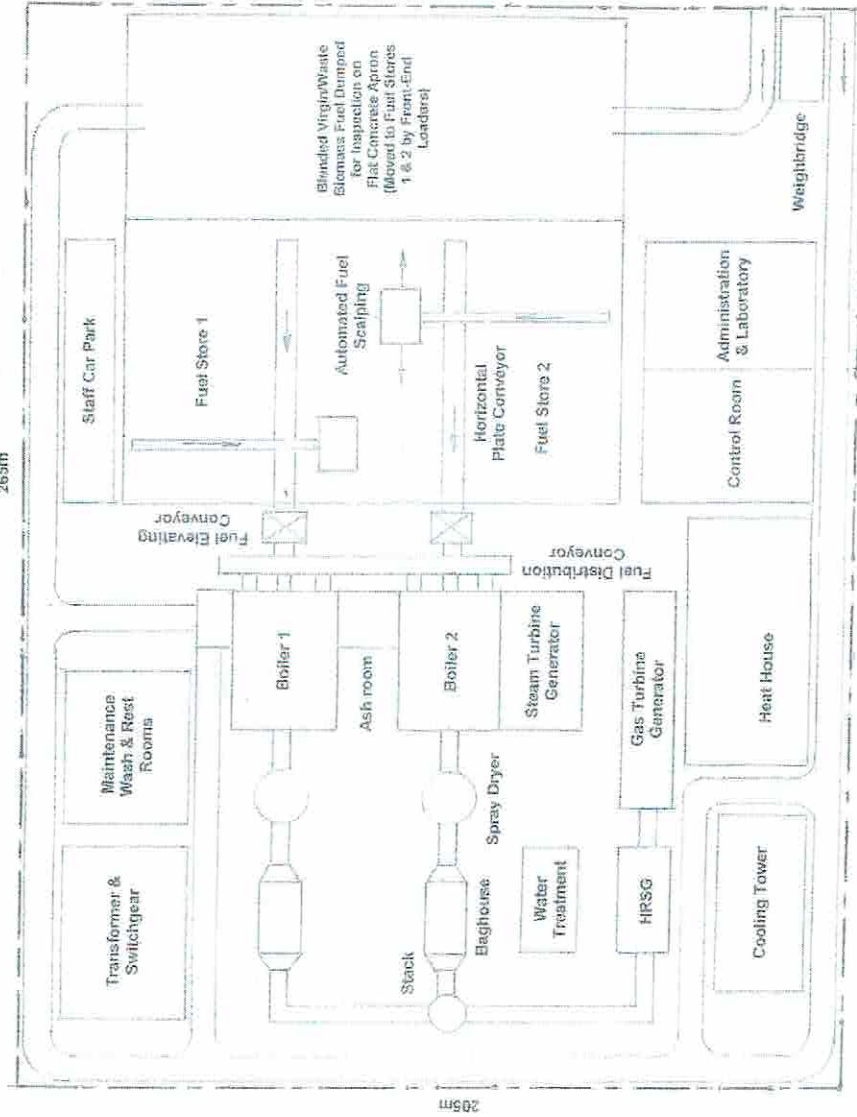 265m
205m
Transformer &
Switchgear
Maintenance
Wash & Rest
Rooms
Staff Car Park
Fuel Store 1
Automated Fuel
Scalping
Horizontal
Plate Conveyor
Fuel Store 2
Blended Virgin/Waste
Biomass Fuel Dumped
for Inspection on
Flat Concrete Apron
(Moved to Fuel Stores
1 & 2 by Front-End
Loaders)
Fuel Elevating
Conveyor
Fuel Distribution
Conveyor
Boiler 1
Ash room
Boiler 2
Steam Turbine
Generator
Spray Dryer
Stack
Baghouse
Water
Treatment
Gas Turbine
Generator
HRSG
Cooling Tower
Heat House
Control Room
Administration
& Laboratory
Weighbridge